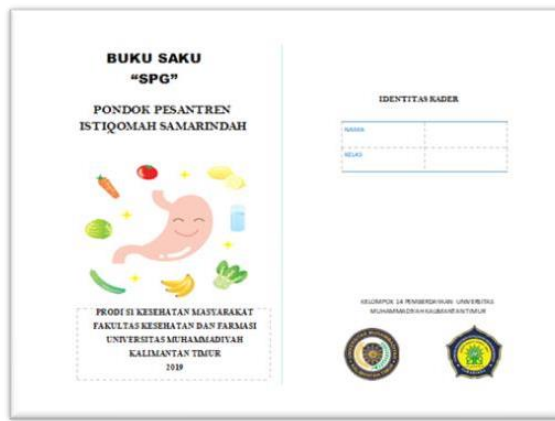 BUKU SAKU
“SPG”
PONDOK PESANTREN
ISTIQOMAH SAMARINDAH
PRODI S1 KESEHATAN MASYARAKAT
FAKULTAS KESEHATAN DAN FARMASI
UNIVERSITAS MUHAMMADIYAH
KALIMANTAN TIMUR
2019
IDENTITAS KADER
NAMA
KELAS
KELOMPOK 14 PEMBERDAYAAN UNIVERSITAS
MUHAMMADIYAH KALIMANTAN TIMUR